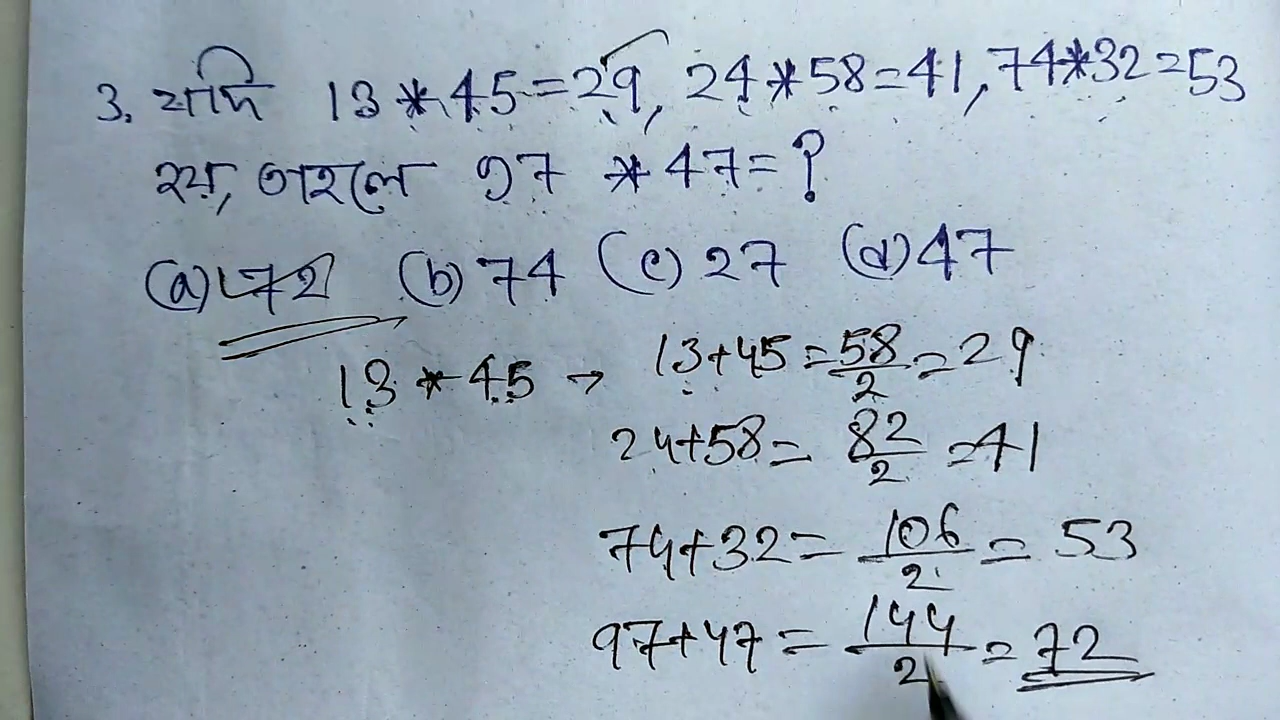 3. যদি 13 * 45 = 29, 24 * 58 = 41, 74 * 32 = 53
হয়, তাহলে 97 * 47 = ?
(a) 72 (b) 74 (c) 27 (d) 47
13 * 45 → 13+45 = 58/2 = 29
24+58 = 82/2 = 41
74+32 = 106/2 = 53
97+47 = 144/2 = 72